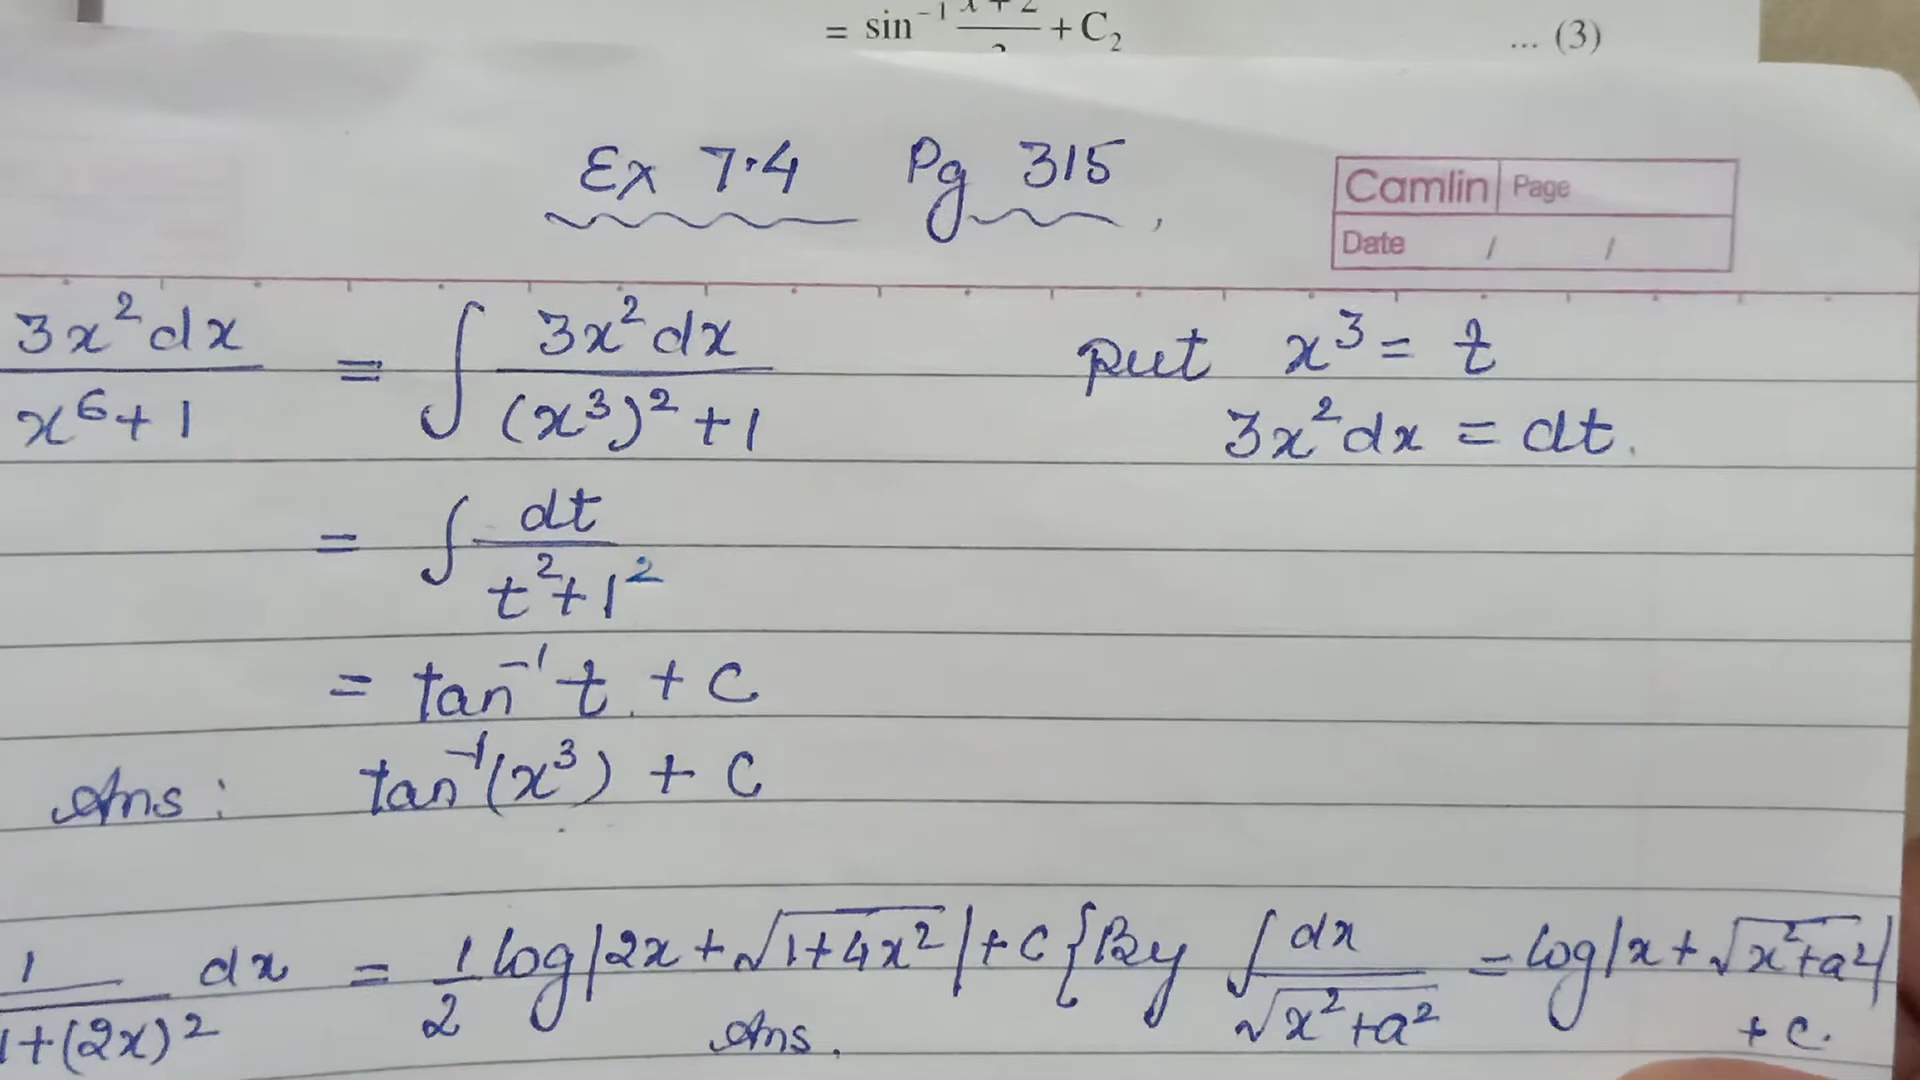 = sin⁻¹ (x + 2)/ + C₂ ... (3)
Ex 7.4 Pg 315
Camlin Page
Date / /
3x² dx / x⁶ + 1 = ∫ 3x² dx / (x³)² + 1 put x³ = t
3x² dx = dt.
= ∫ dt / t² + 1²
= tan⁻¹ t + C
Ans: tan⁻¹(x³) + C
1 / 1+(2x)² dx = 1/2 log|2x + √1+4x²| + C {By ∫ dx / √x²+a² = log|x + √x²+a²|
Ans. + C.